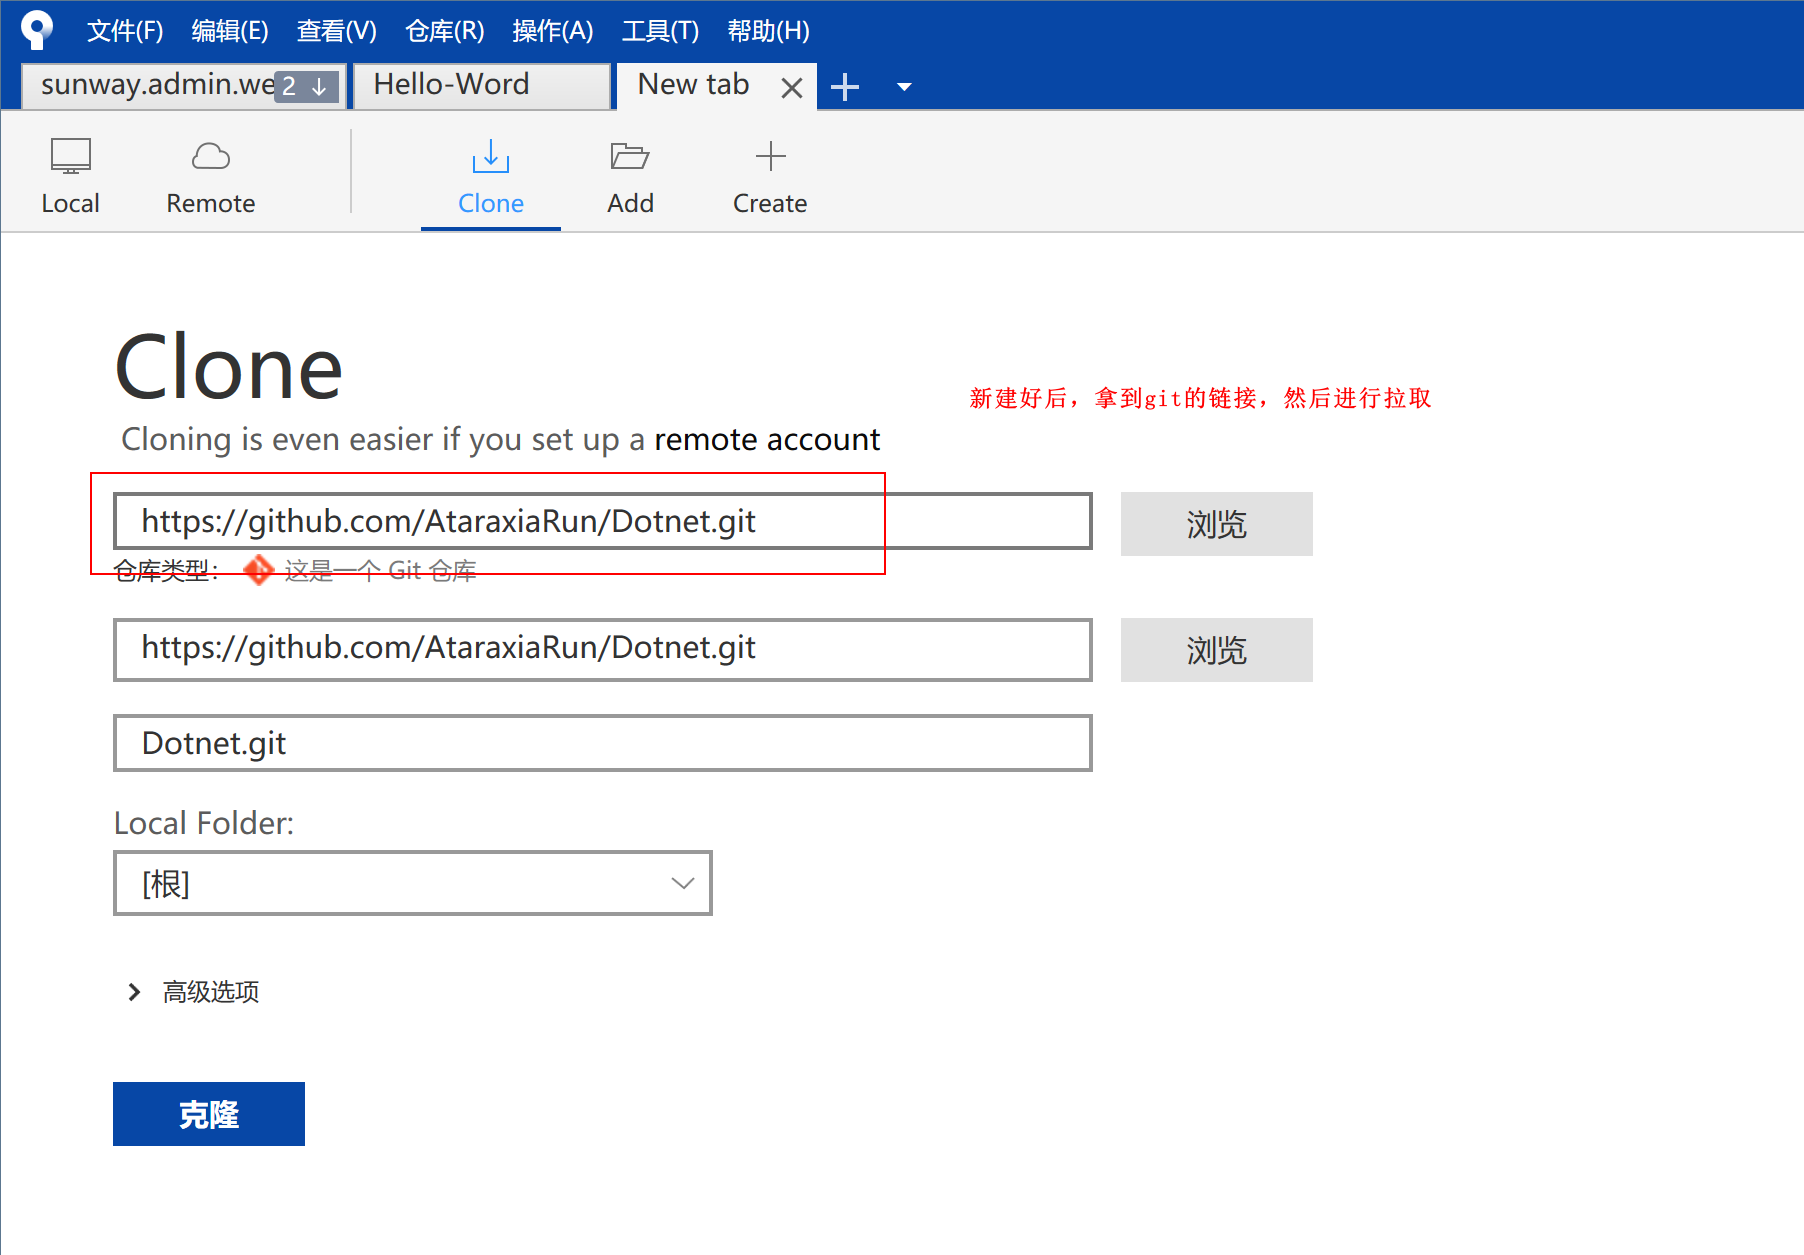 文件(F) 编辑(E) 查看(V) 仓库(R) 操作(A) 工具(T) 帮助(H)
sunway.admin.we 2 ↓ Hello-Word New tab
Local Remote Clone Add Create
Clone
新建好后，拿到git的链接，然后进行拉取
Cloning is even easier if you set up a remote account
https://github.com/AtaraxiaRun/Dotnet.git 浏览
仓库类型： 这是一个 Git 仓库
https://github.com/AtaraxiaRun/Dotnet.git 浏览
Dotnet.git
Local Folder:
[根]
高级选项
克隆